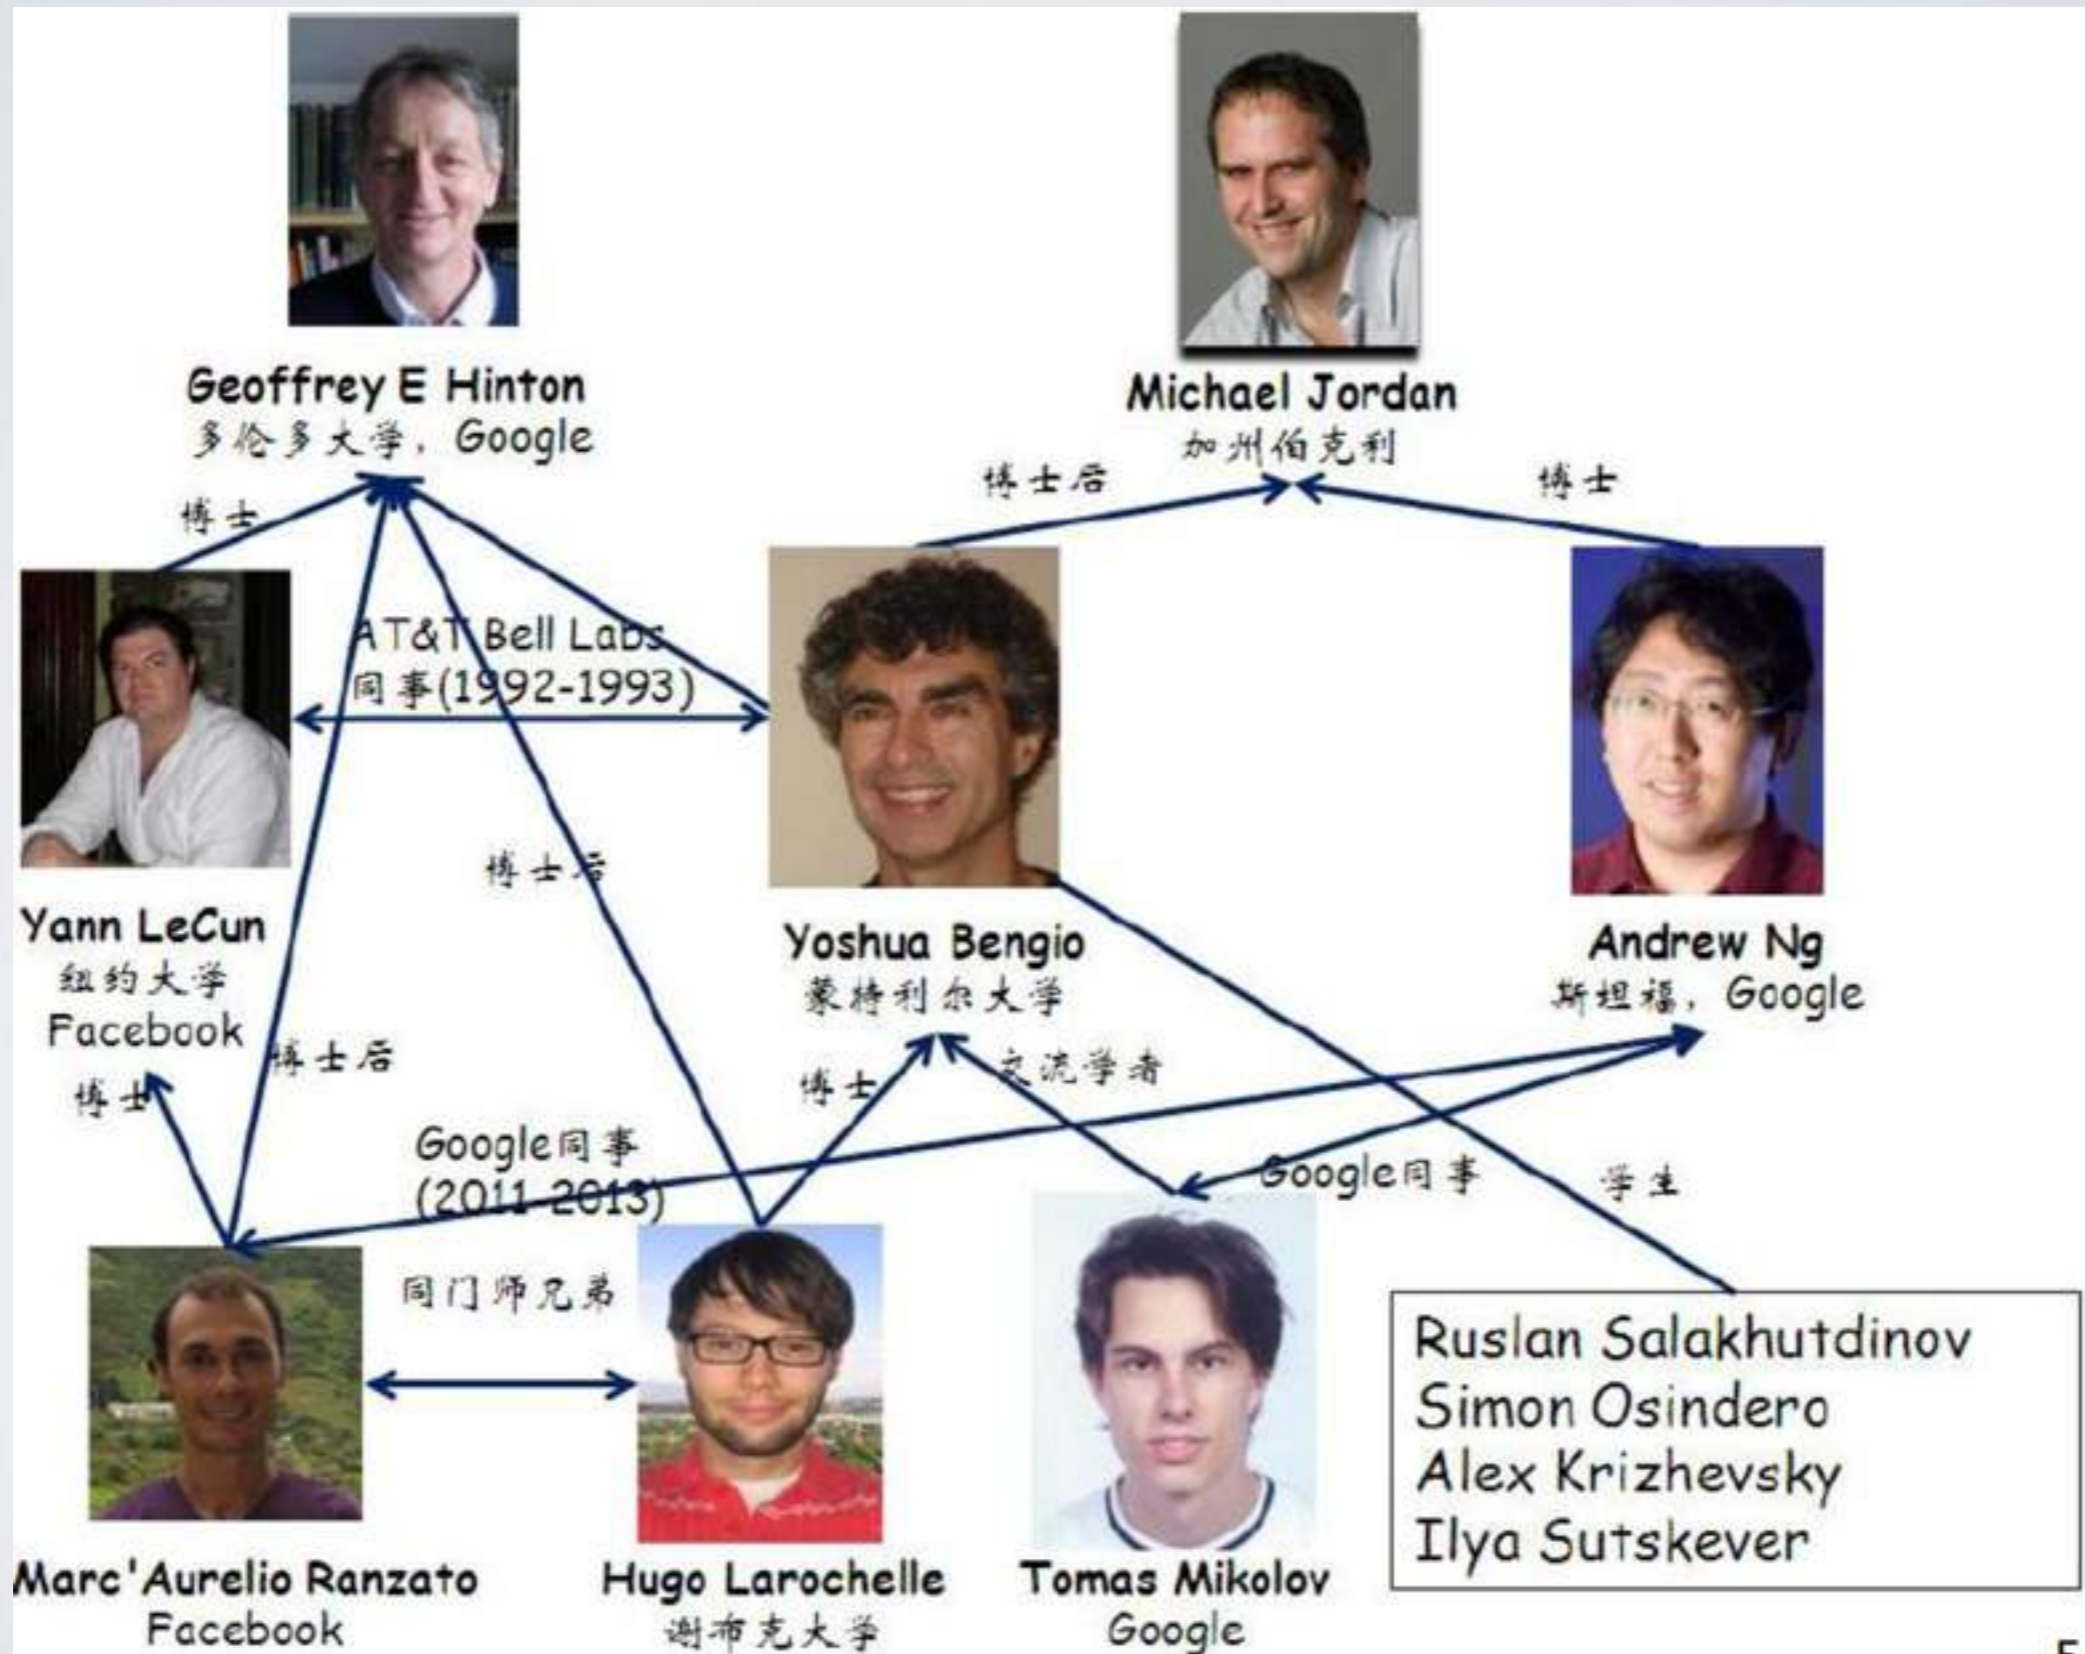 Geoffrey E Hinton
多伦多大学, Google
Michael Jordan
加州伯克利
博士
博士后
博士
AT&T Bell Labs
同事(1992-1993)
博士后
Yann LeCun
纽约大学
Facebook
Yoshua Bengio
蒙特利尔大学
Andrew Ng
斯坦福, Google
博士
博士后
博士
交流学者
Google同事
(2011-2013)
Google同事
学生
同门师兄弟
Ruslan Salakhutdinov
Simon Osindero
Alex Krizhevsky
Ilya Sutskever
Marc'Aurelio Ranzato
Facebook
Hugo Larochelle
谢布克大学
Tomas Mikolov
Google